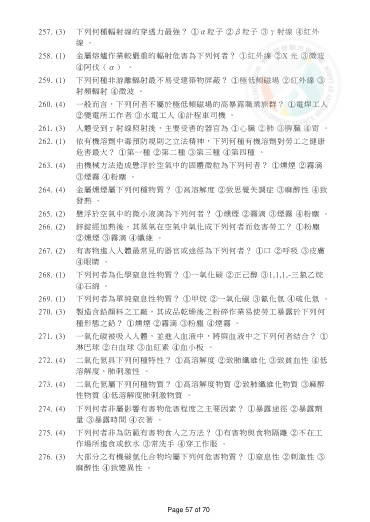 257. (3) 下列何種輻射線的穿透力最強？ ①α粒子 ②β粒子 ③γ射線 ④紅外
線 。
258. (1) 金屬熔爐作業較嚴重的輻射危害為下列何者？ ①紅外線 ②X 光 ③微波
④阿伐（α） 。
259. (1) 下列何種非游離輻射最不易受建築物屏蔽？ ①極低頻磁場 ②紅外線 ③
射頻輻射 ④微波 。
260. (4) 一般而言，下列何者不屬於極低頻磁場的高暴露職業族群？ ①電焊工人
②變電所工作者 ③水電工人 ④計程車司機 。
261. (3) 人體受到γ射線照射後，主要受害的器官為 ①心臟 ②肺 ③脾臟 ④胃 。
262. (1) 依有機溶劑中毒預防規則之立法精神，下列何種有機溶劑對勞工之健康
危害最大？ ①第一種 ②第二種 ③第三種 ④第四種 。
263. (4) 由機械方法造成懸浮於空氣中的固體微粒為下列何者？ ①燻煙 ②霧滴
③煙霧 ④粉塵 。
264. (4) 金屬燻煙屬下列何種物質？ ①高溶解度 ②致思覺失調症 ③麻醉性 ④致
發熱 。
265. (2) 懸浮於空氣中的微小液滴為下列何者？ ①燻煙 ②霧滴 ③煙霧 ④粉塵 。
266. (2) 鋅錠經加熱後，其蒸氣在空氣中氧化成下列何者而危害勞工？ ①粉塵
②燻煙 ③霧滴 ④纖維 。
267. (2) 有害物進入人體最常見的器官或途徑為下列何者？ ①口 ②呼吸 ③皮膚
④眼睛 。
268. (1) 下列何者為化學窒息性物質？ ①一氧化碳 ②正己醇 ③1,1,1,-三氯乙烷
④石綿 。
269. (1) 下列何者為單純窒息性物質？ ①甲烷 ②一氧化碳 ③氰化氫 ④硫化氫 。
270. (3) 製造含鉛顏料之工廠，其成品乾燥後之粉碎作業易使勞工暴露於下列何
種形態之鉛？ ①燻煙 ②霧滴 ③粉塵 ④煙霧 。
271. (3) 一氧化碳被吸入人體，並進入血液中，將與血液中之下列何者結合？ ①
淋巴球 ②白血球 ③血紅素 ④血小板 。
272. (4) 二氧化氮具下列何種特性？ ①高溶解度 ②致肺纖維化 ③致貧血性 ④低
溶解度，肺刺激性 。
273. (4) 二氧化氮屬下列何種物質？ ①高溶解度物質 ②致肺纖維化物質 ③麻醉
性物質 ④低溶解度肺刺激物質 。
274. (4) 下列何者非屬影響有害物危害程度之主要因素？ ①暴露途徑 ②暴露劑
量 ③暴露時間 ④衣著 。
275. (4) 下列何者非為防範有害物食入之方法？ ①有害物與食物隔離 ②不在工
作場所進食或飲水 ③常洗手 ④穿工作服 。
276. (3) 大部分之有機碳氫化合物均屬下列何危害物質？ ①窒息性 ②刺激性 ③
麻醉性 ④致變異性 。
Page 57 of 70